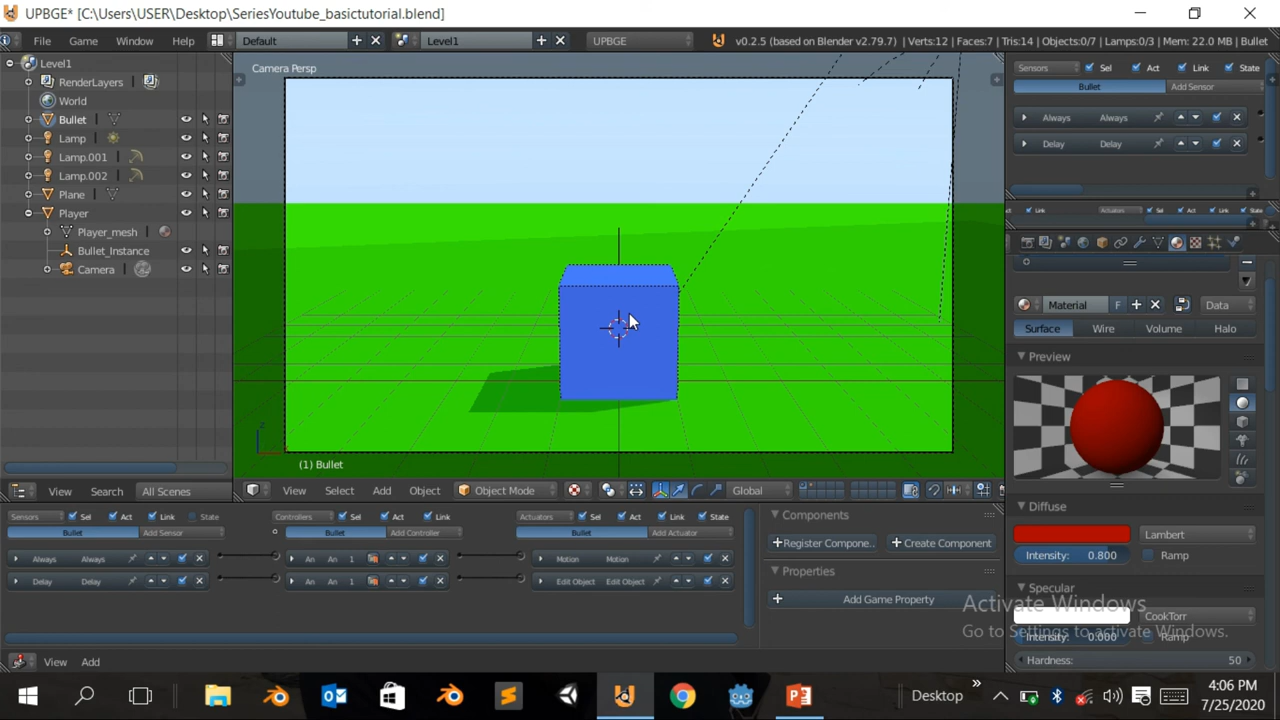 UPBGE* [C:\Users\USER\Desktop\SeriesYoutube_basictutorial.blend]
File Game Window Help Default Level1 UPBGE v0.2.5 (based on Blender v2.79.7) | Verts:12 | Faces:7 | Tris:14 | Objects:0/7 | Lamps:0/3 | Mem: 22.0 MB | Bullet
Level1
RenderLayers
World
Bullet
Lamp
Lamp.001
Lamp.002
Plane
Player
Player_mesh
Bullet_Instance
Camera
View Search All Scenes
Camera Persp
(1) Bullet
View Select Add Object Object Mode Global
Sensors Sel Act Link State
Bullet Add Sensor
Always Always
Delay Delay
Link Actuators Sel Act Link State
Material F Data
Surface Wire Volume Halo
Preview
Diffuse
Lambert
Intensity: 0.800 Ramp
Specular
CookTorr
Intensity: 0.000 Ramp
Hardness: 50
Sensors Sel Act Link State Controllers Sel Act Link Actuators Sel Act Link State
Bullet Add Sensor Bullet Add Controller Bullet Add Actuator
Always Always An An 1 Motion Motion
Delay Delay An An 1 Edit Object Edit Object
Components
Register Compone.. Create Component
Properties
Add Game Property
View Add
Activate Windows
Go to Settings to activate Windows.
Desktop
4:06 PM
7/25/2020